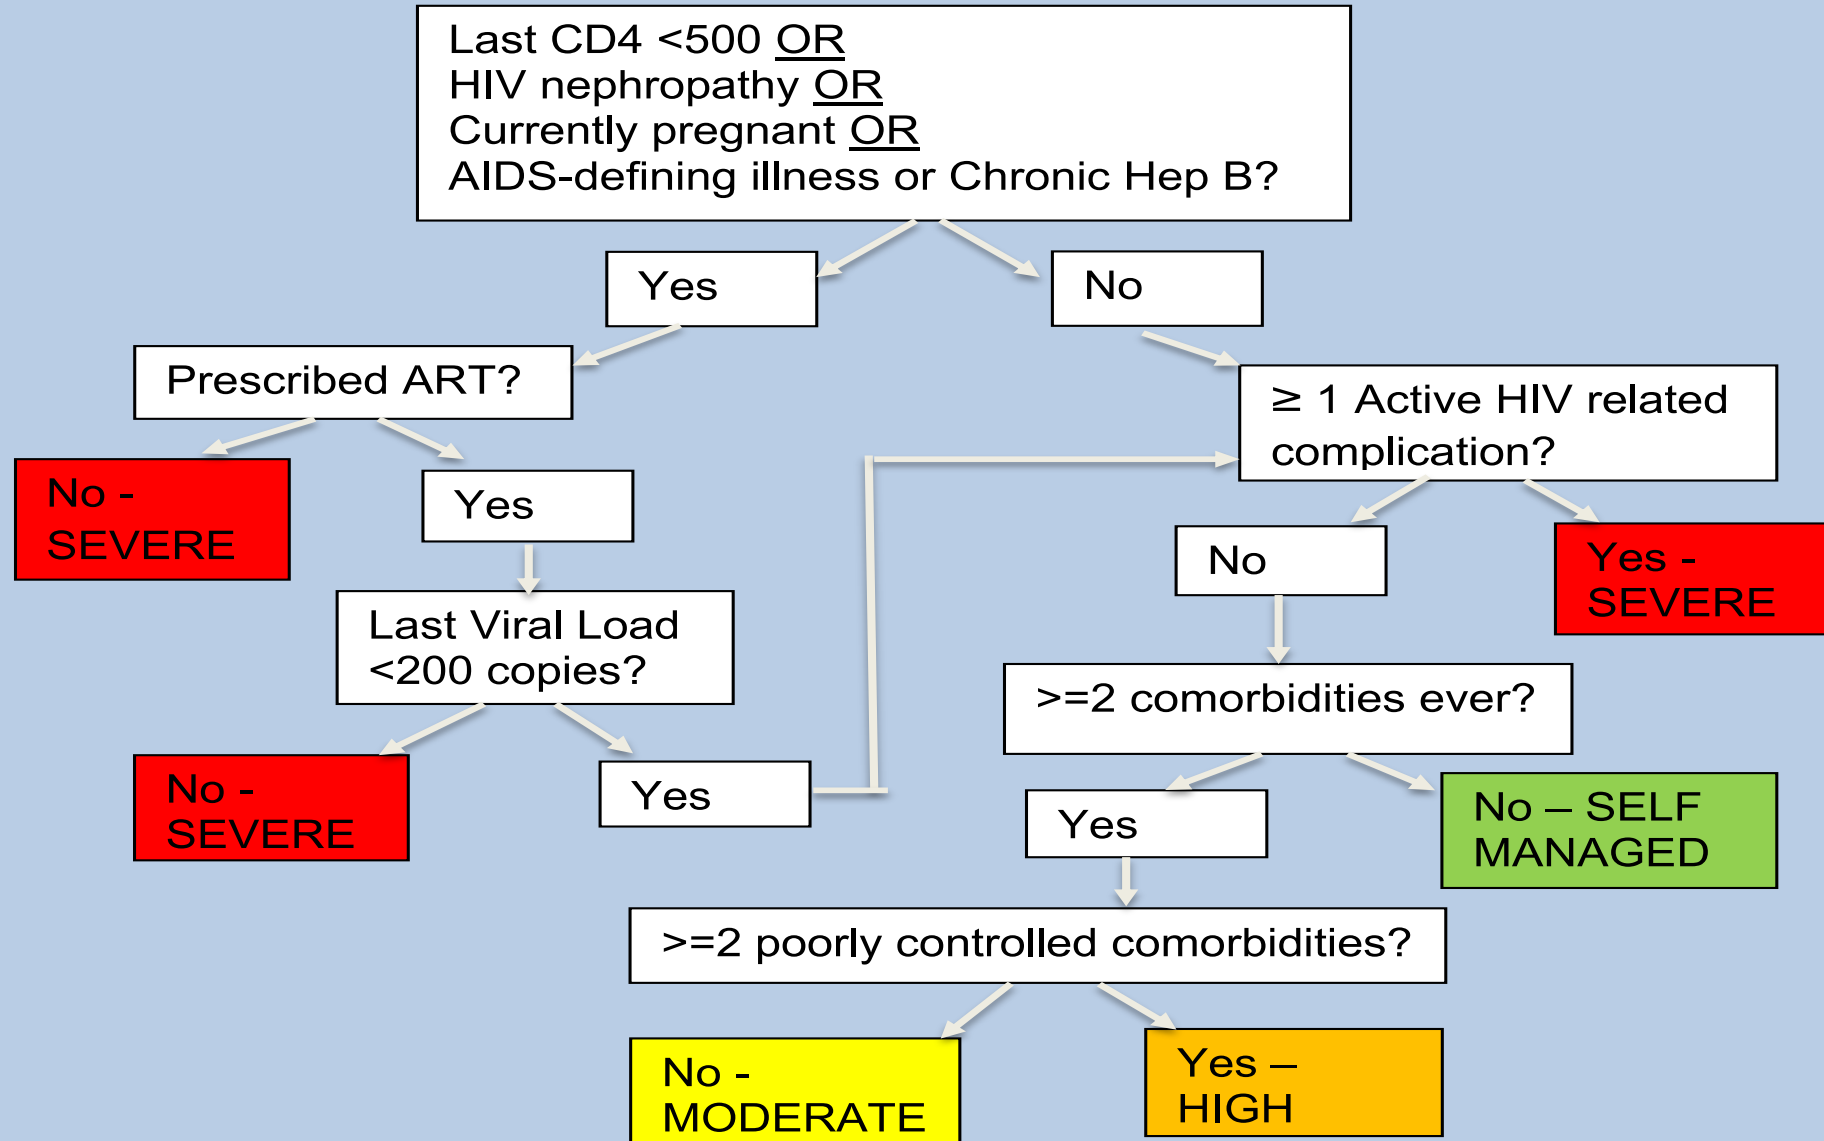 Last CD4 <500 OR
HIV nephropathy OR
Currently pregnant OR
AIDS-defining illness or Chronic Hep B?
Yes
No
Prescribed ART?
≥ 1 Active HIV related
complication?
No -
SEVERE
Yes
No
Yes -
SEVERE
Last Viral Load
<200 copies?
>=2 comorbidities ever?
No -
SEVERE
Yes
Yes
No – SELF
MANAGED
>=2 poorly controlled comorbidities?
No -
MODERATE
Yes –
HIGH